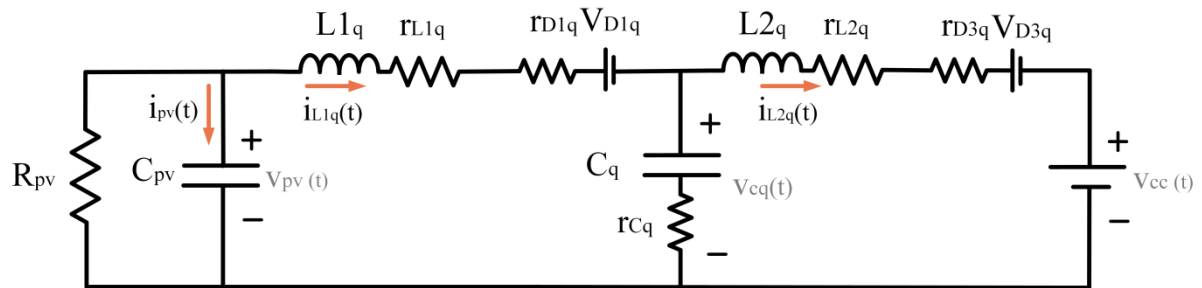 L1q rL1q rD1q VD1q L2q rL2q rD3q VD3q
ipv(t) iL1q(t) iL2q(t)
+ + +
Rpv Cpv vpv (t) Cq vcq(t) vcc (t)
rCq
− − −